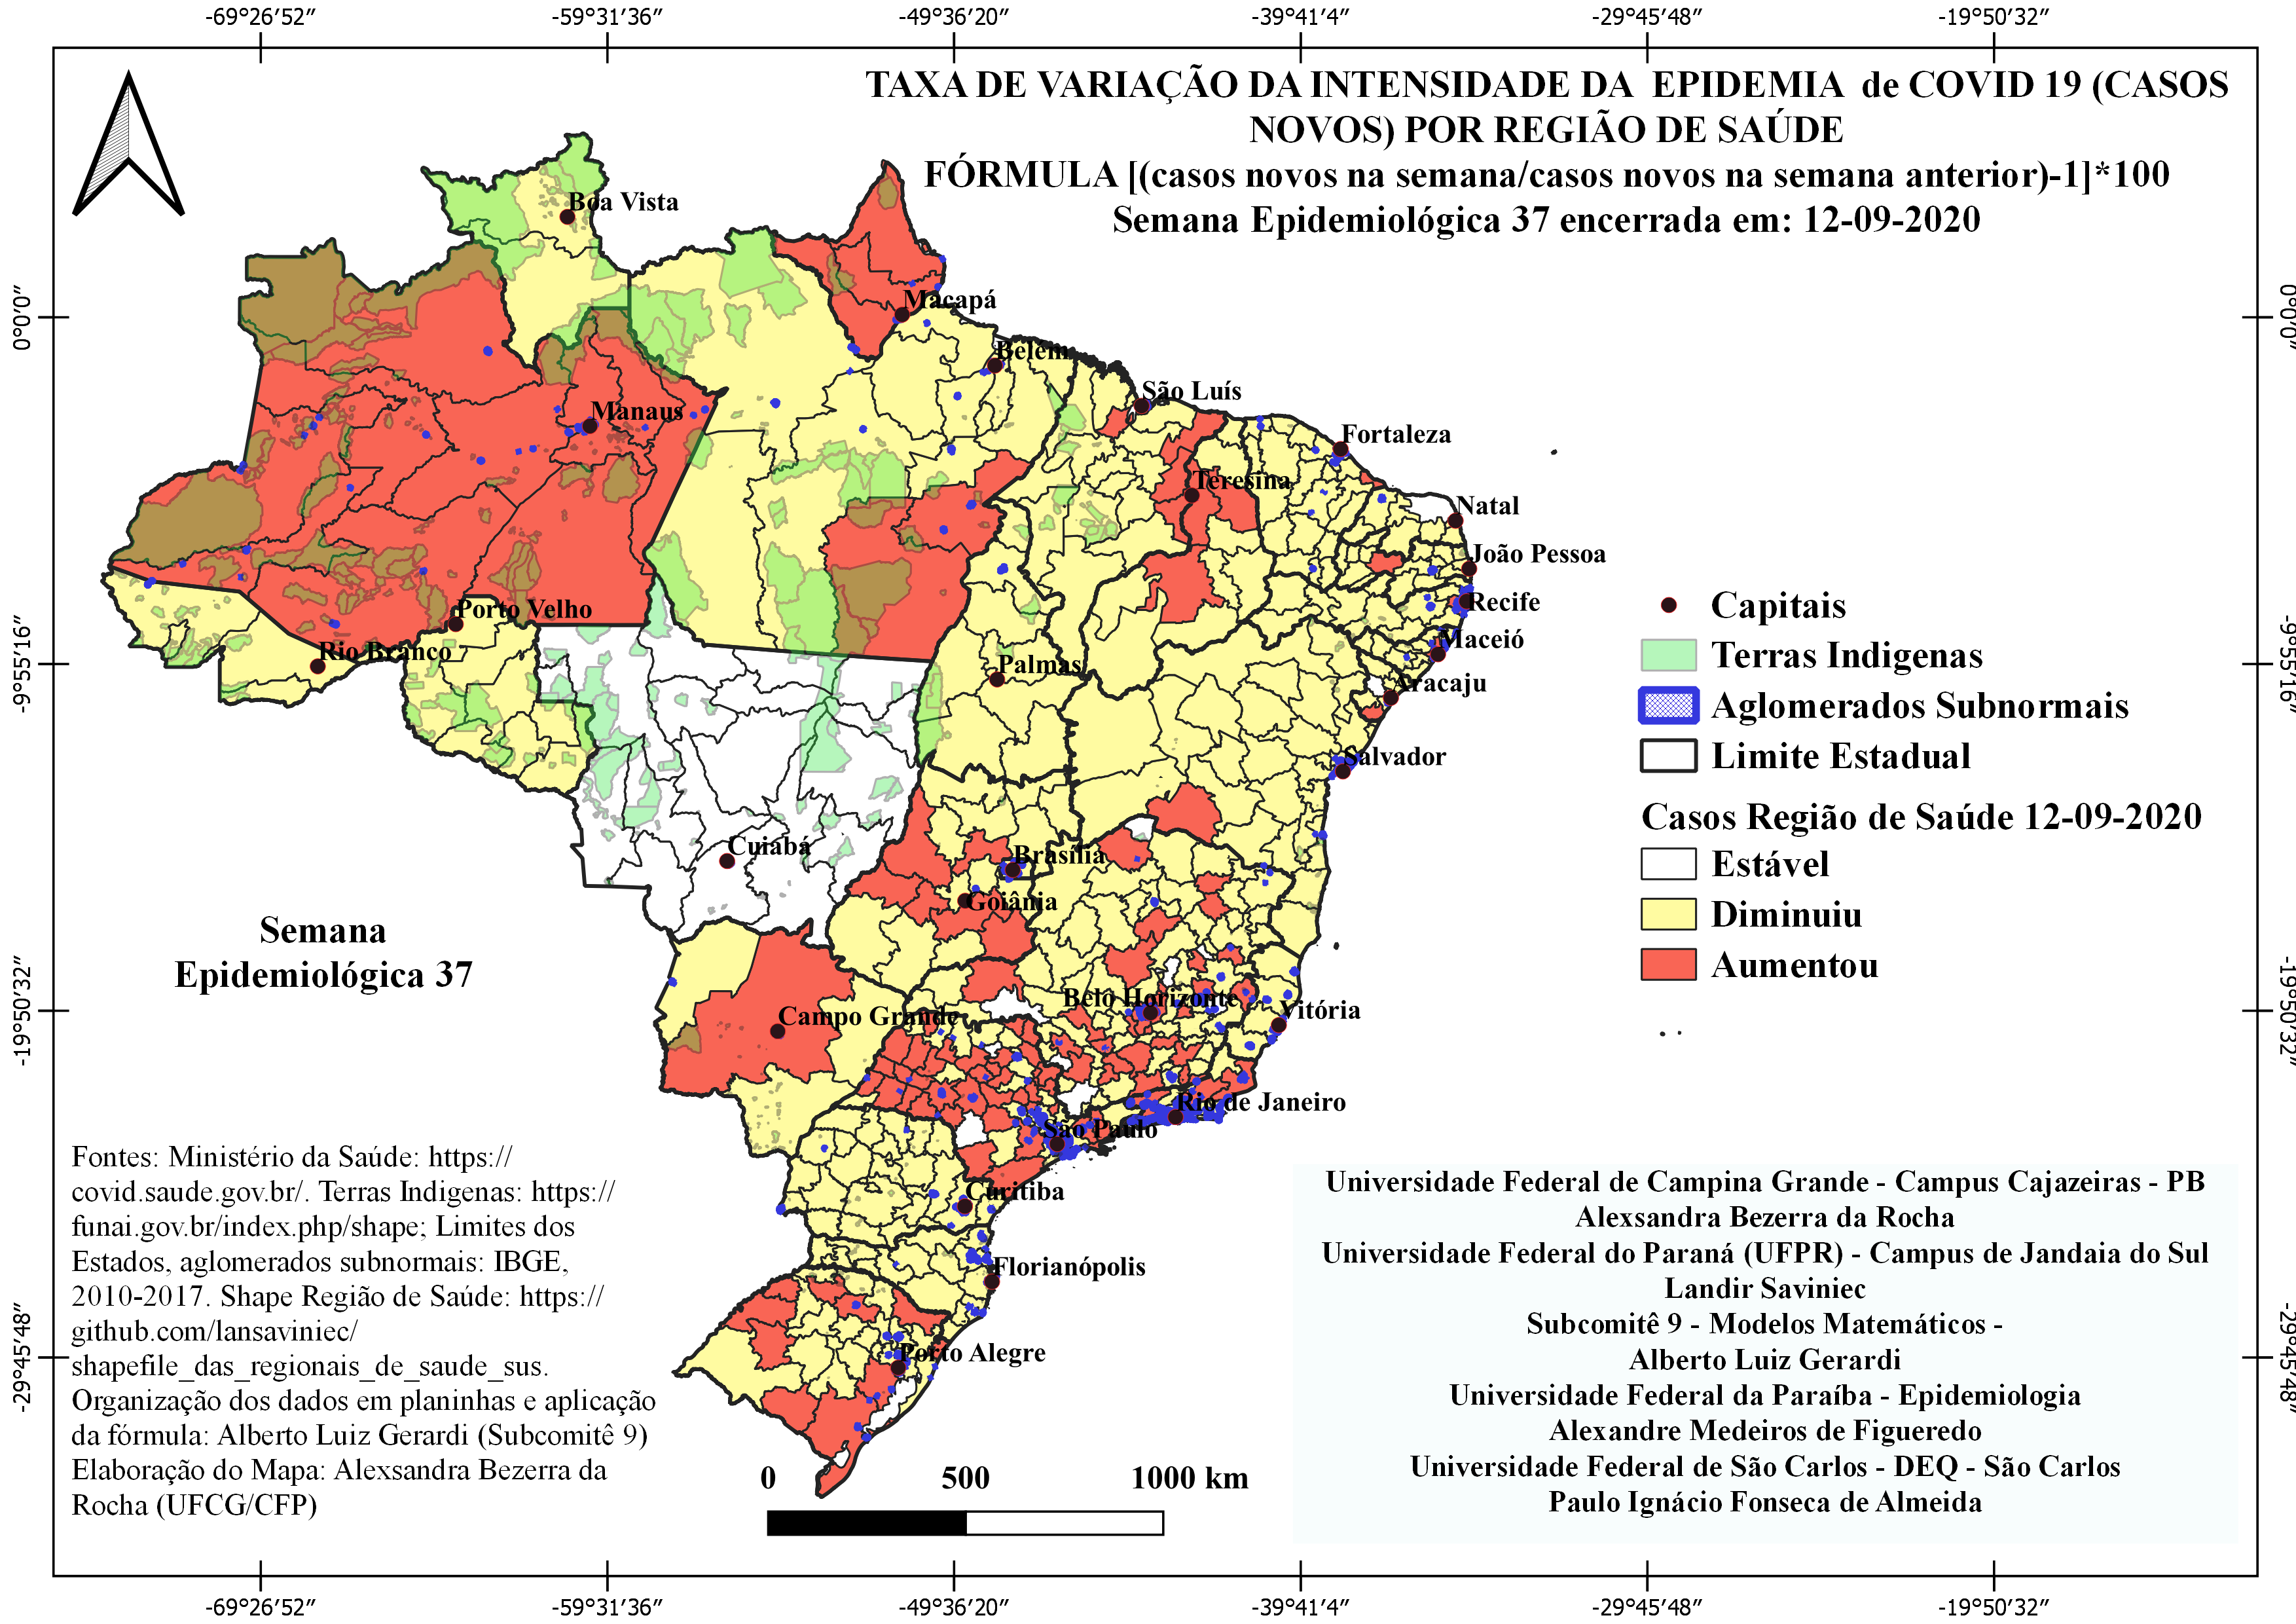 -69°26′52″ -59°31′36″ -49°36′20″ -39°41′4″ -29°45′48″ -19°50′32″
TAXA DE VARIAÇÃO DA INTENSIDADE DA EPIDEMIA de COVID 19 (CASOS
NOVOS) POR REGIÃO DE SAÚDE
FÓRMULA [(casos novos na semana/casos novos na semana anterior)-1]*100
Semana Epidemiológica 37 encerrada em: 12-09-2020
0°0′0″
-9°55′16″
-19°50′32″
-29°45′48″
0°0′0″
-9°55′16″
-19°50′32″
-29°45′48″
Boa Vista
Macapá
Belém
São Luís
Manaus
Fortaleza
Teresina
Natal
João Pessoa
Porto Velho
Recife
Maceió
Rio Branco
Palmas
Aracaju
Salvador
Cuiabá
Brasília
Goiânia
Belo Horizonte
Campo Grande
Vitória
Rio de Janeiro
São Paulo
Curitiba
Florianópolis
Porto Alegre
Capitais
Terras Indigenas
Aglomerados Subnormais
Limite Estadual
Casos Região de Saúde 12-09-2020
Estável
Diminuiu
Aumentou
Semana
Epidemiológica 37
Fontes: Ministério da Saúde: https://
covid.saude.gov.br/. Terras Indigenas: https://
funai.gov.br/index.php/shape; Limites dos
Estados, aglomerados subnormais: IBGE,
2010-2017. Shape Região de Saúde: https://
github.com/lansaviniec/
shapefile_das_regionais_de_saude_sus.
Organização dos dados em planinhas e aplicação
da fórmula: Alberto Luiz Gerardi (Subcomitê 9)
Elaboração do Mapa: Alexsandra Bezerra da
Rocha (UFCG/CFP)
0 500 1000 km
Universidade Federal de Campina Grande - Campus Cajazeiras - PB
Alexsandra Bezerra da Rocha
Universidade Federal do Paraná (UFPR) - Campus de Jandaia do Sul
Landir Saviniec
Subcomitê 9 - Modelos Matemáticos -
Alberto Luiz Gerardi
Universidade Federal da Paraíba - Epidemiologia
Alexandre Medeiros de Figueredo
Universidade Federal de São Carlos - DEQ - São Carlos
Paulo Ignácio Fonseca de Almeida
-69°26′52″ -59°31′36″ -49°36′20″ -39°41′4″ -29°45′48″ -19°50′32″